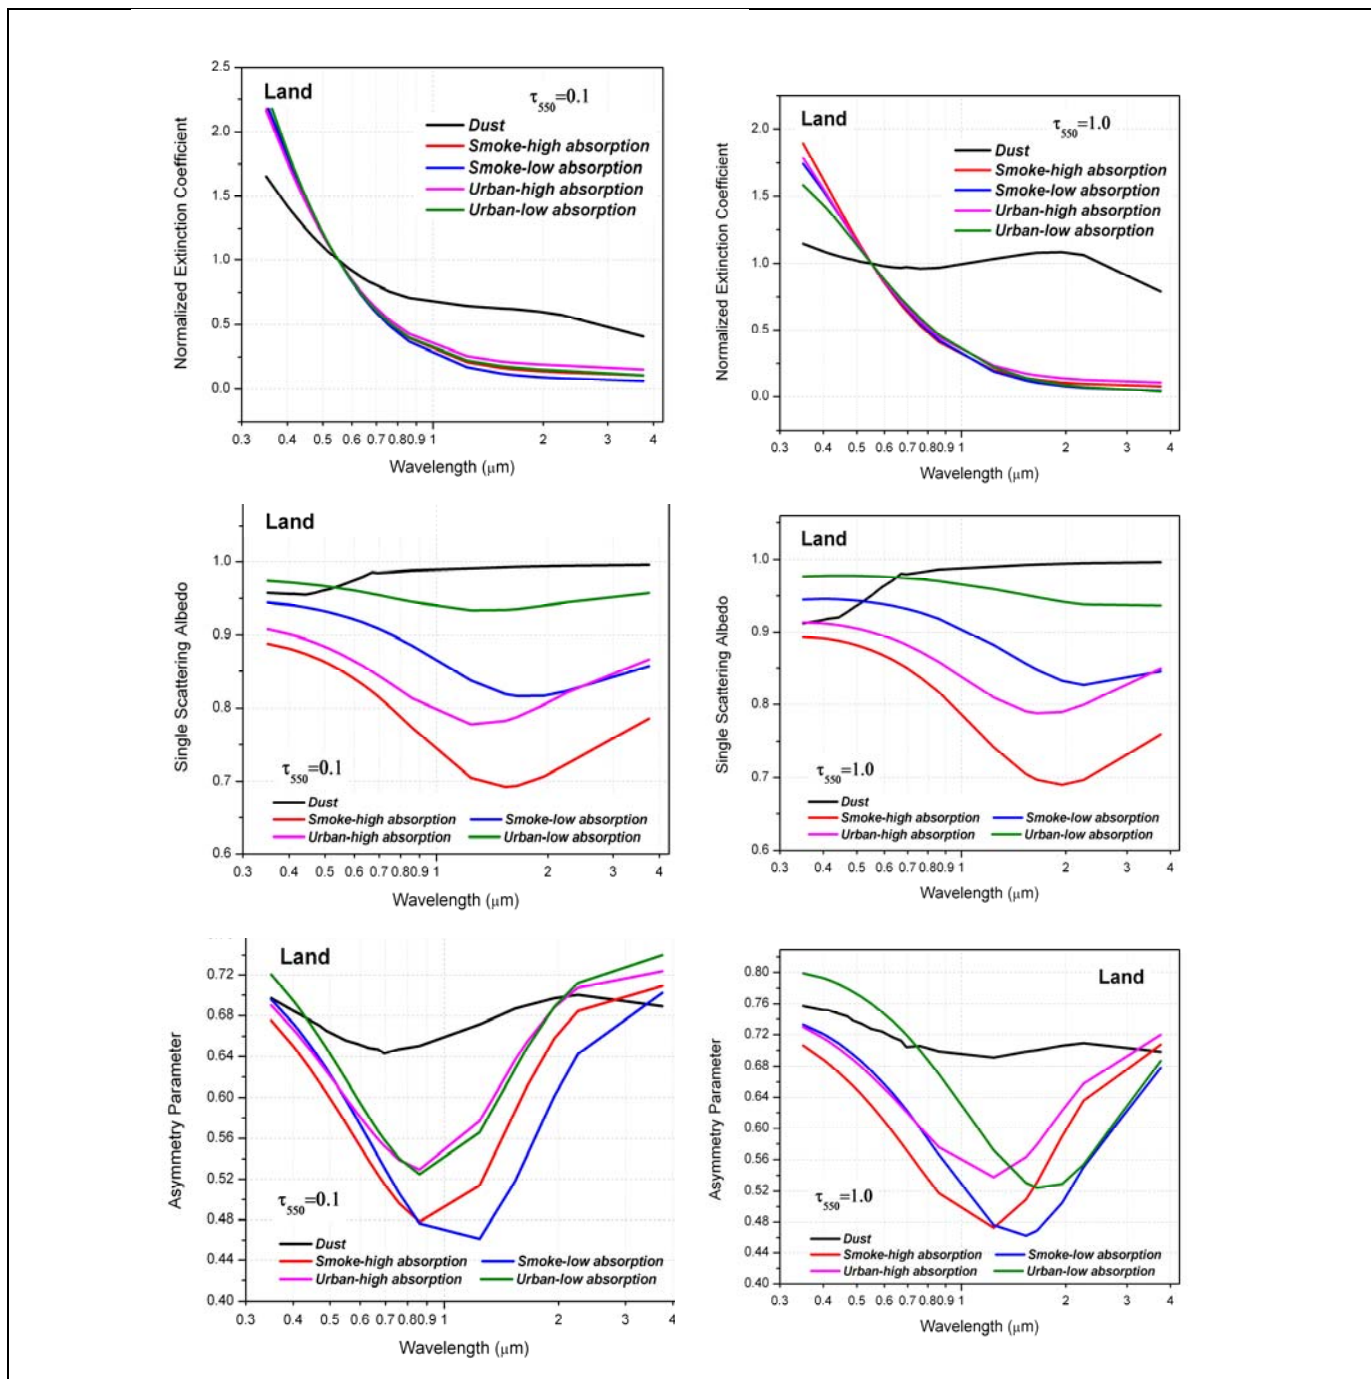 Land
τ550=0.1
Dust
Smoke-high absorption
Smoke-low absorption
Urban-high absorption
Urban-low absorption
Normalized Extinction Coefficient
2.5
2.0
1.5
1.0
0.5
0.0
0.3 0.4 0.5 0.6 0.7 0.8 0.9 1 2 3 4
Wavelength (μm)
Land
τ550=1.0
Dust
Smoke-high absorption
Smoke-low absorption
Urban-high absorption
Urban-low absorption
Normalized Extinction Coefficient
2.0
1.5
1.0
0.5
0.0
0.3 0.4 0.5 0.6 0.7 0.8 0.9 1 2 3 4
Wavelength (μm)
Land
Single Scattering Albedo
1.0
0.9
0.8
0.7
0.6
τ550=0.1
Dust
Smoke-high absorption Smoke-low absorption
Urban-high absorption Urban-low absorption
0.3 0.4 0.5 0.6 0.7 0.8 0.9 1 2 3 4
Wavelength (μm)
Land
Single Scattering Albedo
1.0
0.9
0.8
0.7
0.6
τ550=1.0
Dust
Smoke-high absorption Smoke-low absorption
Urban-high absorption Urban-low absorption
0.3 0.4 0.5 0.6 0.7 0.8 0.9 1 2 3 4
Wavelength (μm)
Land
Asymmetry Parameter
0.72
0.68
0.64
0.60
0.56
0.52
0.48
0.44
0.40
τ550=0.1
Dust
Smoke-high absorption Smoke-low absorption
Urban-high absorption Urban-low absorption
0.3 0.4 0.5 0.6 0.7 0.8 0.9 1 2 3 4
Wavelength (μm)
Land
Asymmetry Parameter
0.80
0.76
0.72
0.68
0.64
0.60
0.56
0.52
0.48
0.44
0.40
τ550=1.0
Dust
Smoke-high absorption Smoke-low absorption
Urban-high absorption Urban-low absorption
0.3 0.4 0.5 0.6 0.7 0.8 0.9 1 2 3 4
Wavelength (μm)